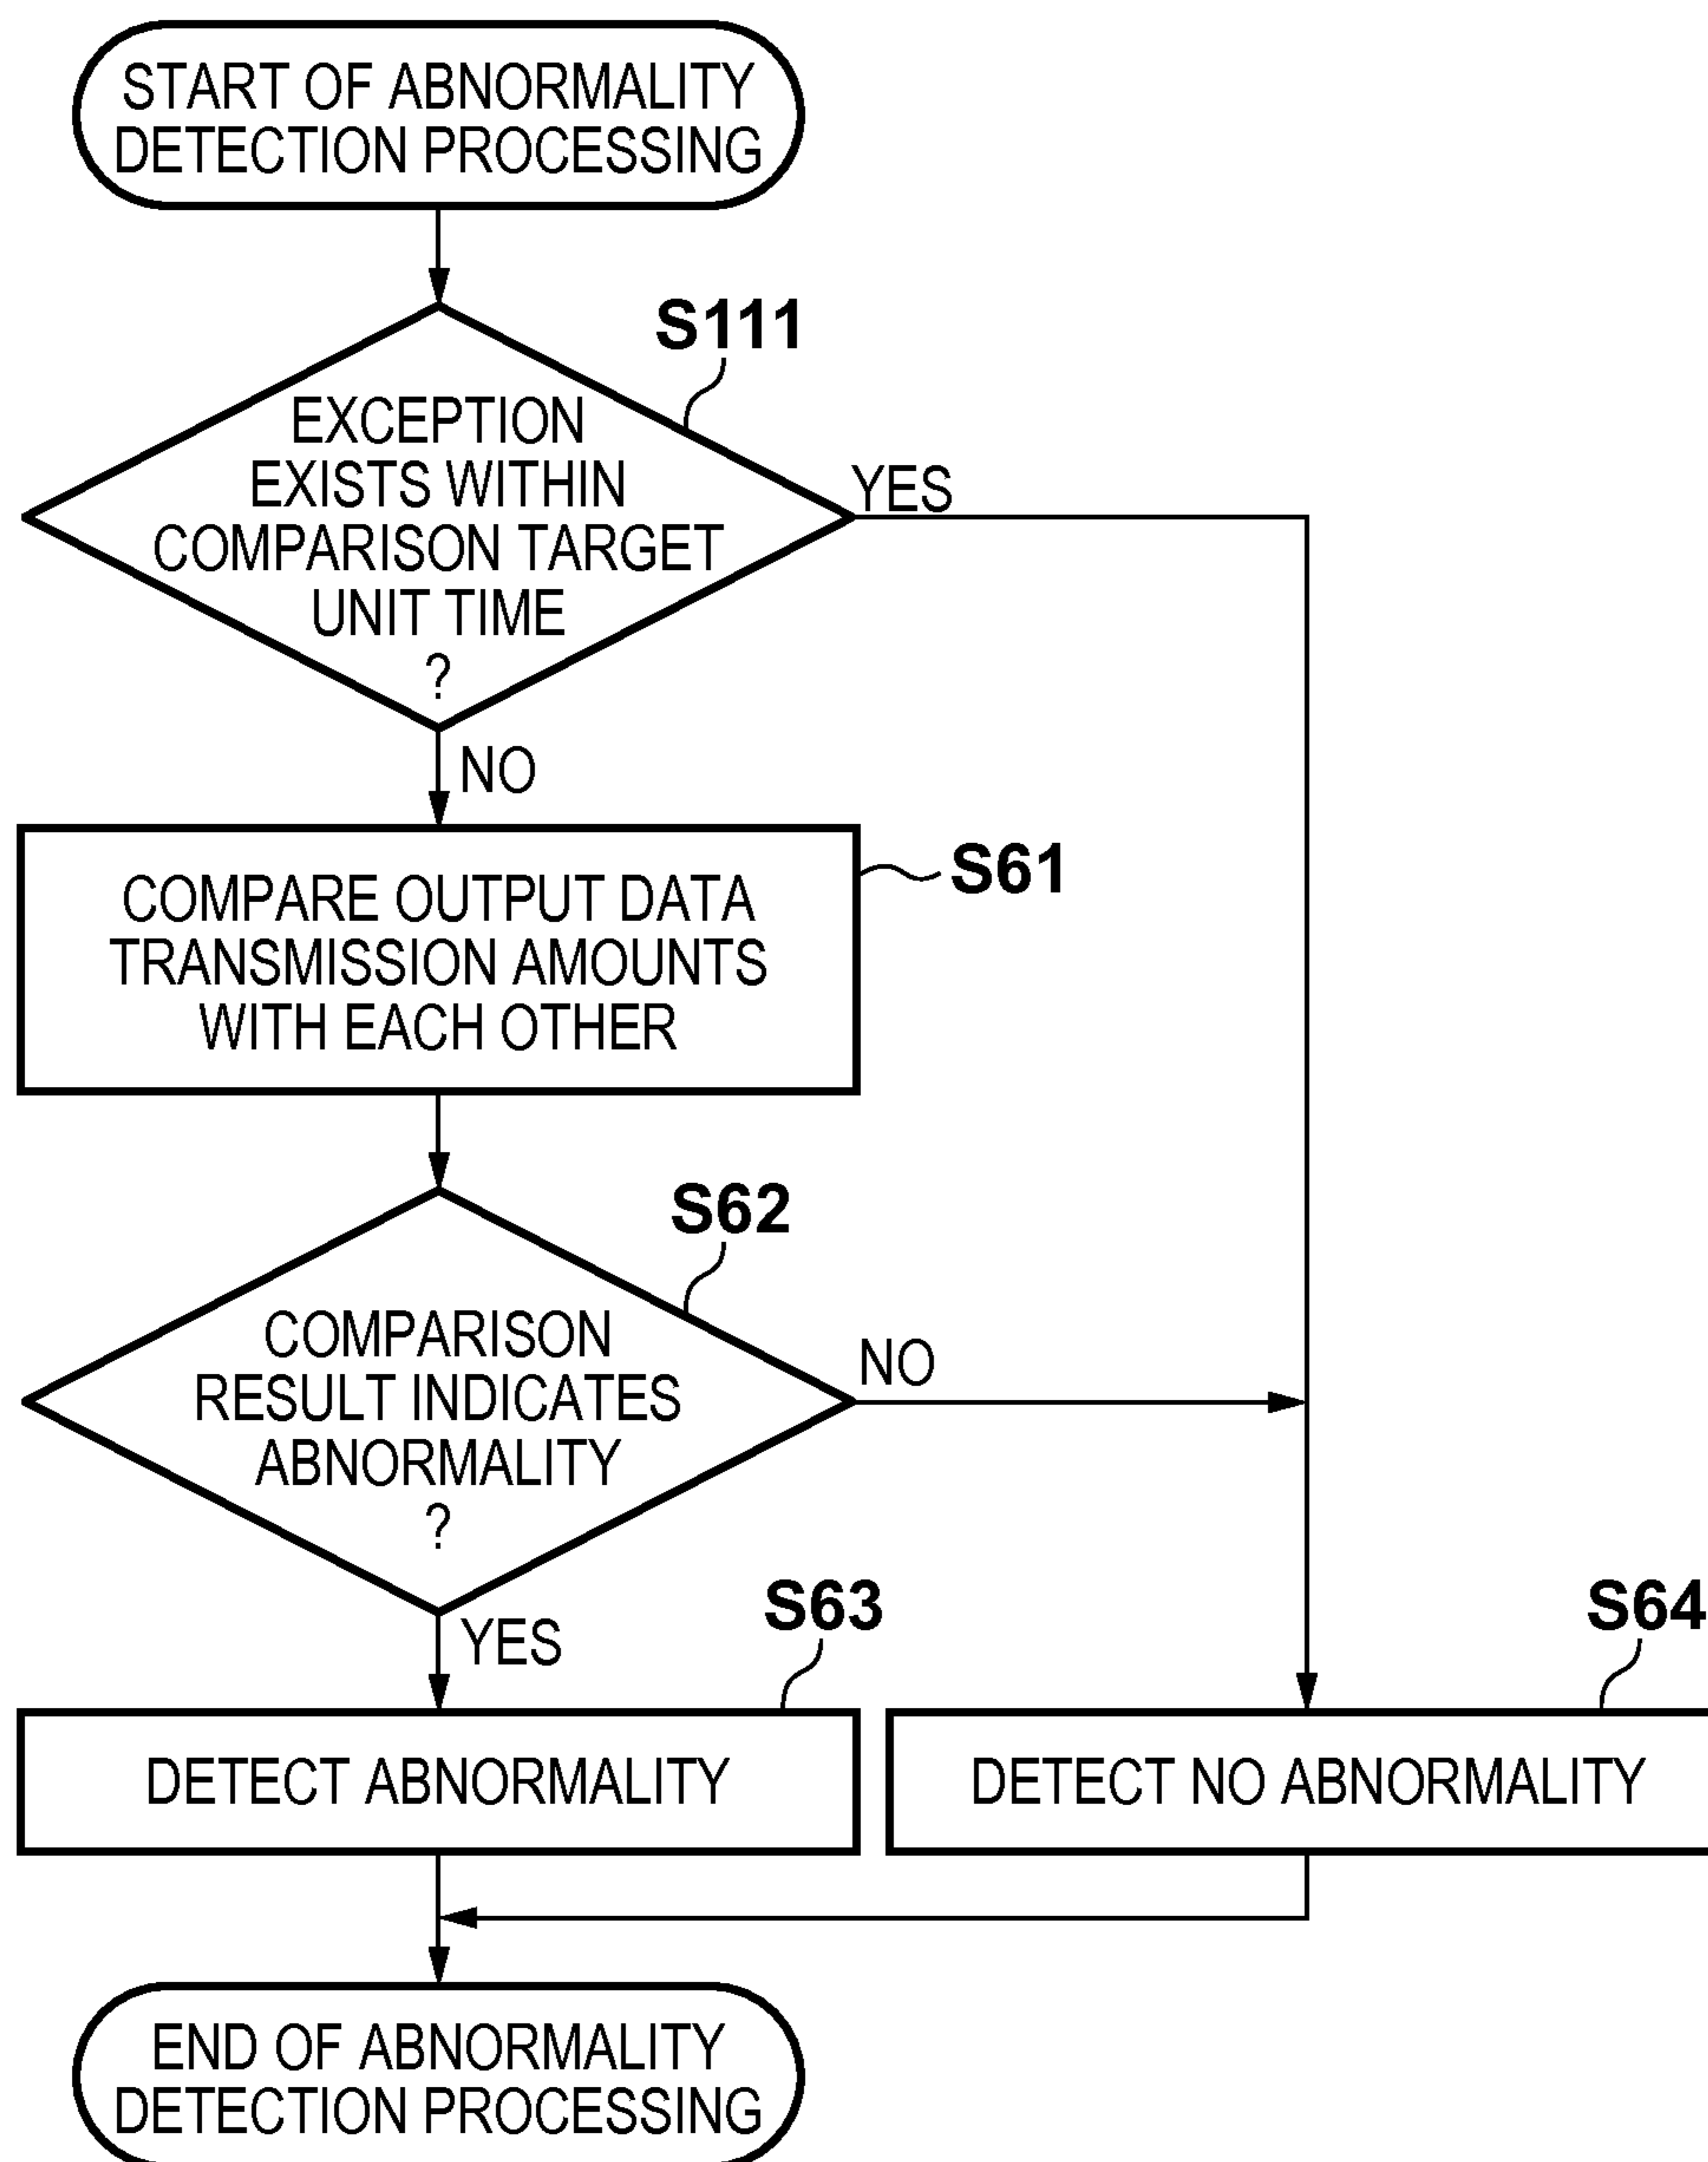 START OF ABNORMALITY
DETECTION PROCESSING
S111
EXCEPTION
EXISTS WITHIN
COMPARISON TARGET
UNIT TIME
?
YES
NO
COMPARE OUTPUT DATA
TRANSMISSION AMOUNTS
WITH EACH OTHER
S61
S62
COMPARISON
RESULT INDICATES
ABNORMALITY
?
NO
YES
S63
S64
DETECT ABNORMALITY
DETECT NO ABNORMALITY
END OF ABNORMALITY
DETECTION PROCESSING